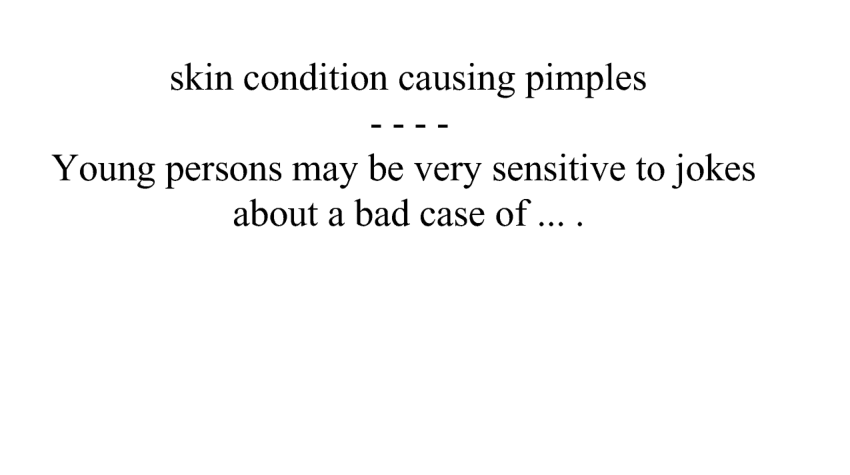 skin condition causing pimples
- - - -
Young persons may be very sensitive to jokes
about a bad case of ... .